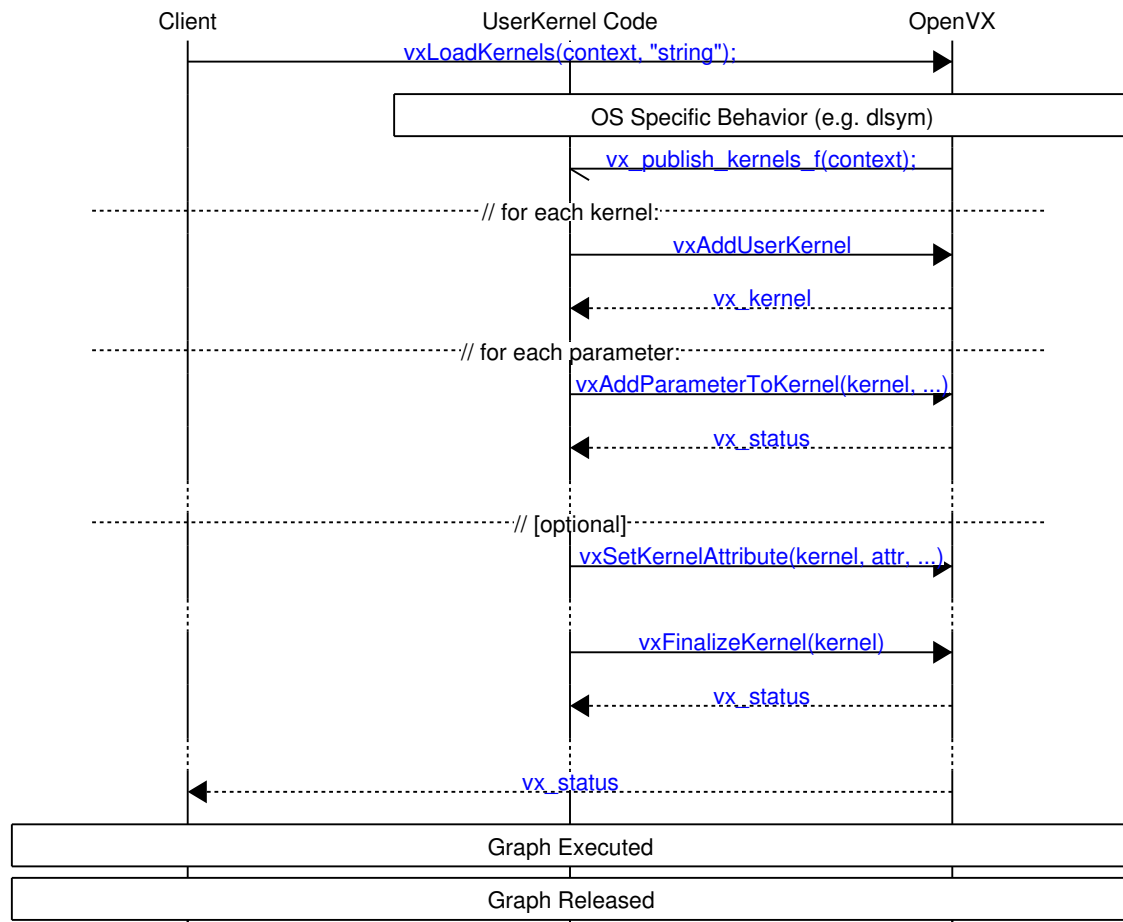 Client UserKernel Code OpenVX
vxLoadKernels(context, "string");
OS Specific Behavior (e.g. dlsym)
vx_publish_kernels_f(context);
// for each kernel:
vxAddUserKernel
vx_kernel
// for each parameter:
vxAddParameterToKernel(kernel, ...)
vx_status
// [optional]
vxSetKernelAttribute(kernel, attr, ...)
vxFinalizeKernel(kernel)
vx_status
vx_status
Graph Executed
Graph Released